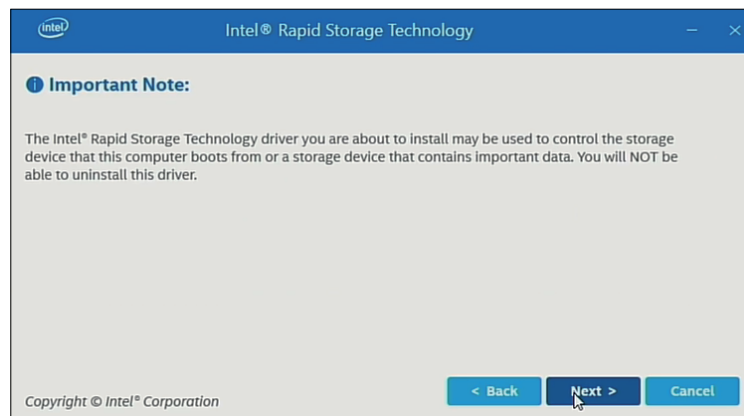 intel
Intel® Rapid Storage Technology
Important Note:
The Intel® Rapid Storage Technology driver you are about to install may be used to control the storage
device that this computer boots from or a storage device that contains important data. You will NOT be
able to uninstall this driver.
< Back Next > Cancel
Copyright © Intel® Corporation